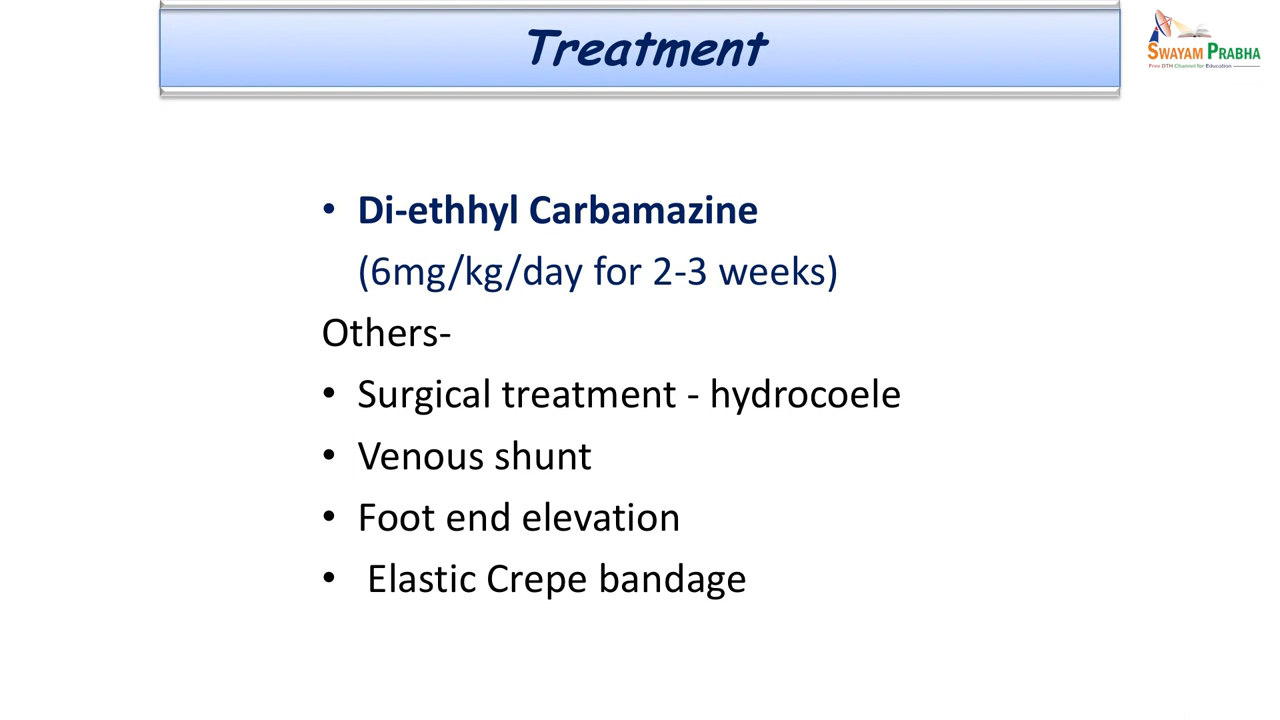 Treatment
SWAYAM PRABHA
Free DTH Channel for Education
• Di-ethhyl Carbamazine
(6mg/kg/day for 2-3 weeks)
Others-
• Surgical treatment - hydrocoele
• Venous shunt
• Foot end elevation
• Elastic Crepe bandage